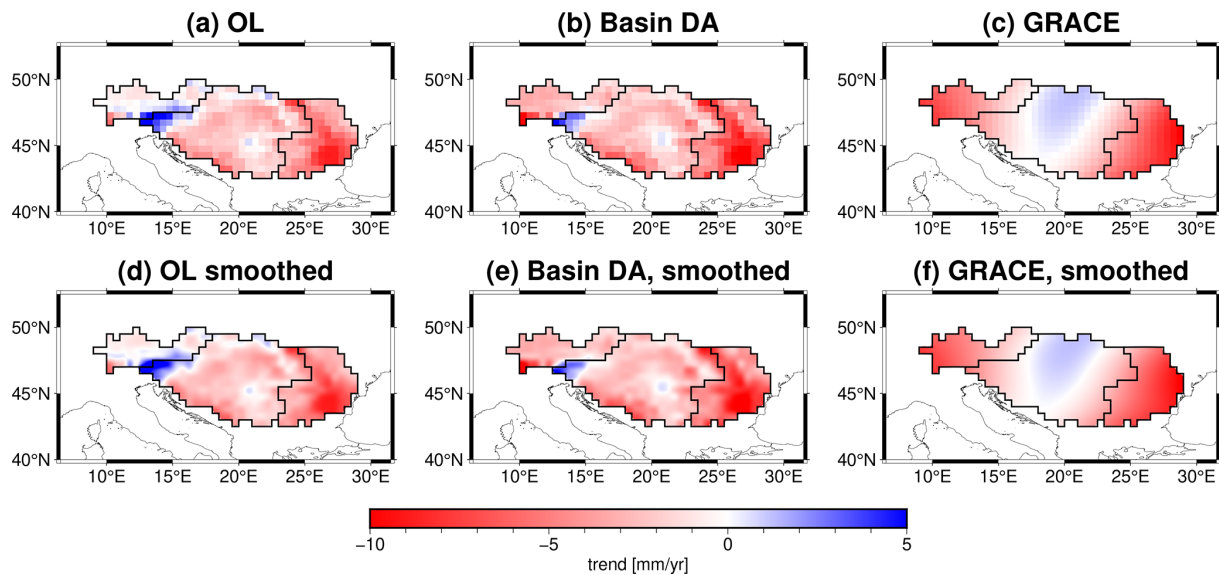 (a) OL (b) Basin DA (c) GRACE
50°N 50°N 50°N
45°N 45°N 45°N
40°N 40°N 40°N
10°E 15°E 20°E 25°E 30°E 10°E 15°E 20°E 25°E 30°E 10°E 15°E 20°E 25°E 30°E
(d) OL smoothed (e) Basin DA, smoothed (f) GRACE, smoothed
50°N 50°N 50°N
45°N 45°N 45°N
40°N 40°N 40°N
10°E 15°E 20°E 25°E 30°E 10°E 15°E 20°E 25°E 30°E 10°E 15°E 20°E 25°E 30°E
−10 −5 0 5
trend [mm/yr]